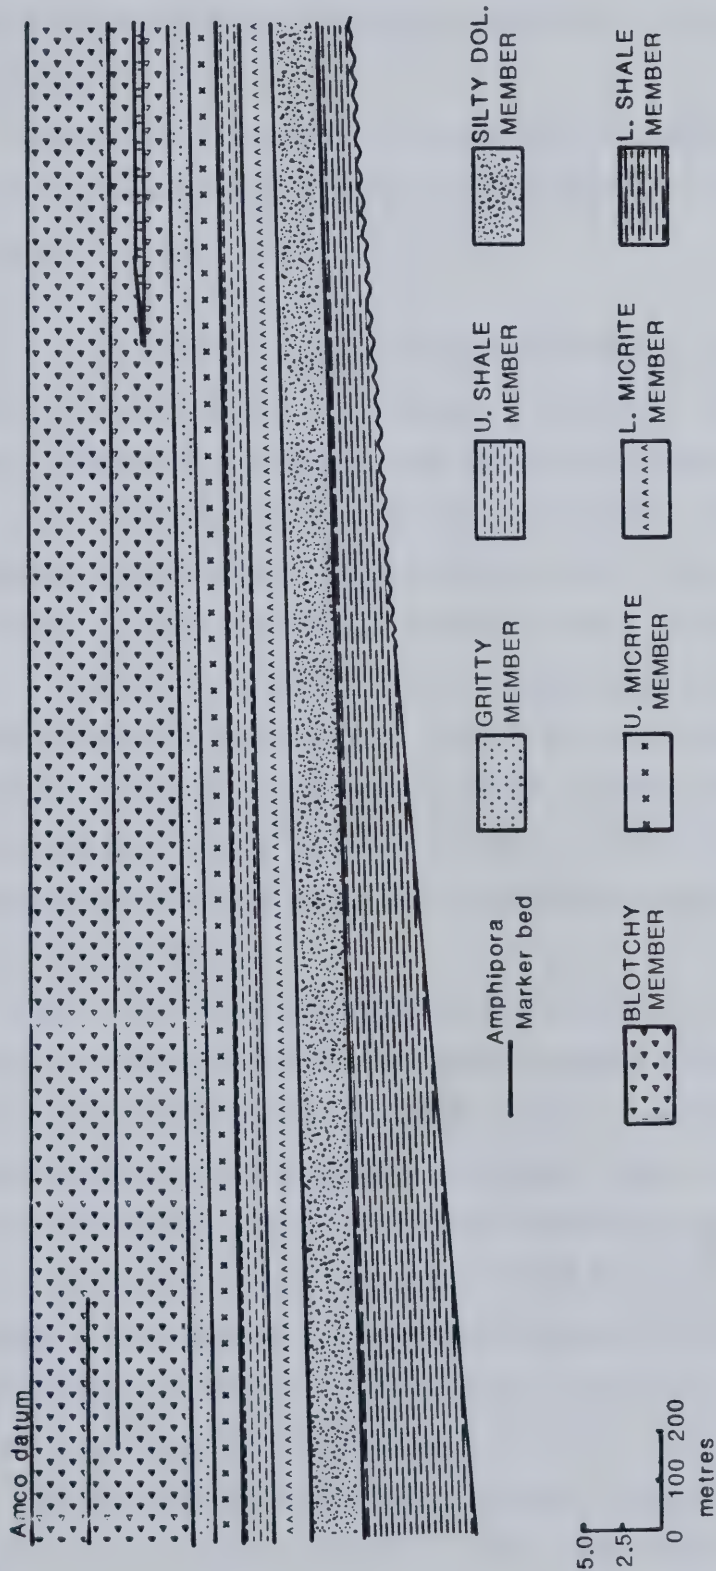 Amco datum
Amphipora
Marker bed
GRITTY
MEMBER
U. SHALE
MEMBER
SILTY DOL.
MEMBER
BLOTCHY
MEMBER
U. MICRITE
MEMBER
L. MICRITE
MEMBER
L. SHALE
MEMBER
5.0
2.5
0 100 200
metres